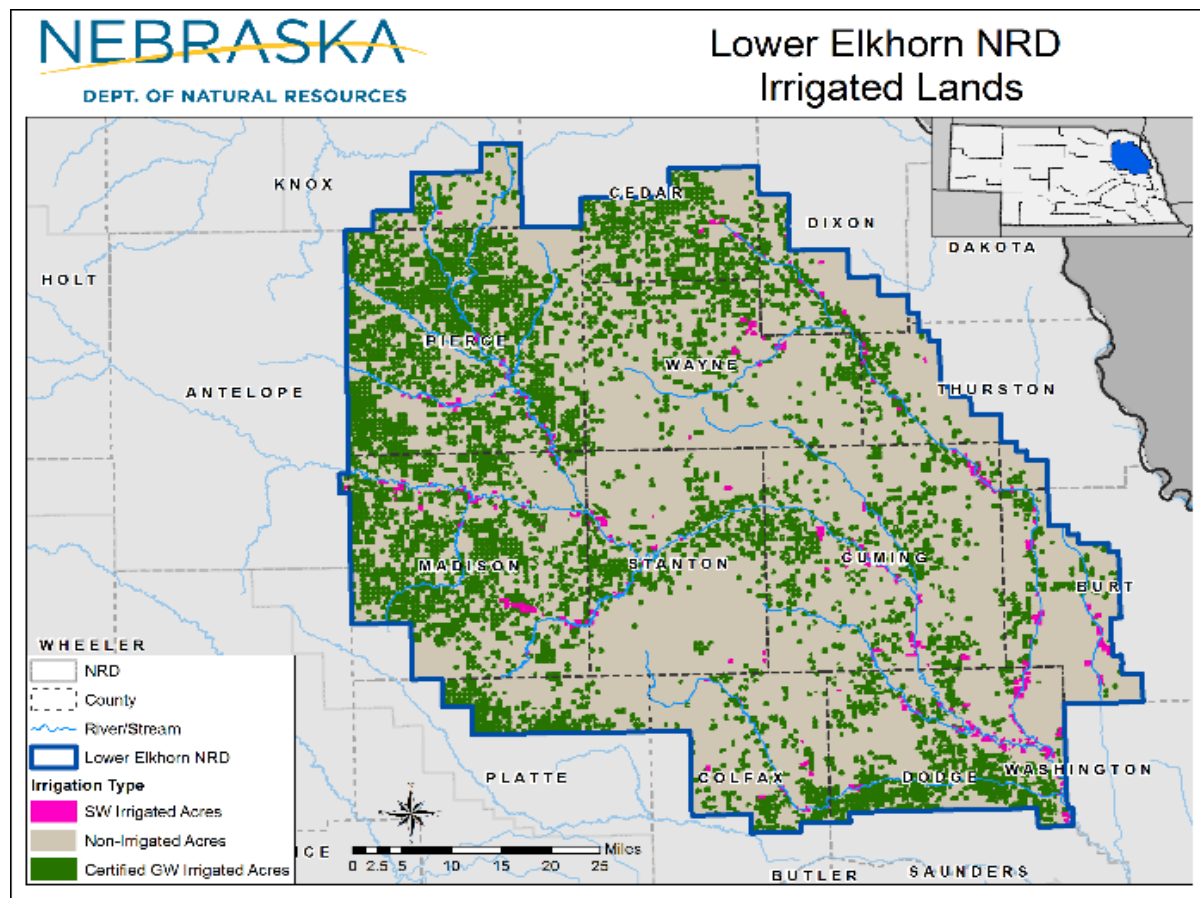 NEBRASKA
DEPT. OF NATURAL RESOURCES
Lower Elkhorn NRD
Irrigated Lands
KNOX
CEDAR
DIXON
DAKOTA
HOLT
PIERCE
WAYNE
ANTELOPE
THURSTON
MADISON
STANTON
CUMING
BURT
WHEELER
PLATTE
COLFAX
DODGE
WASHINGTON
BUTLER
SAUNDERS
NRD
County
River/Stream
Lower Elkhorn NRD
Irrigation Type
SW Irrigated Acres
Non-Irrigated Acres
Certified GW Irrigated Acres
ICE
Miles
0 2.5 5 10 15 20 25